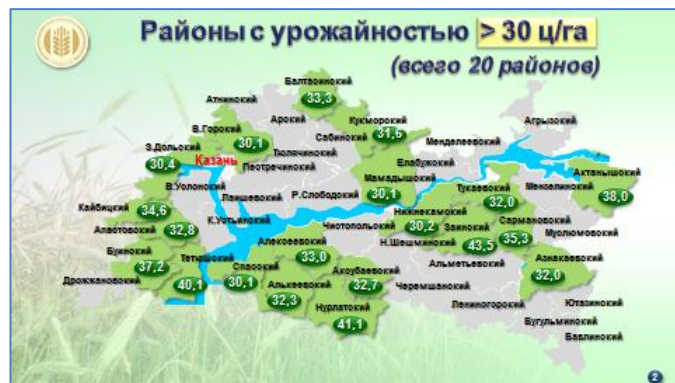 Районы с урожайностью > 30 ц/га
(всего 20 районов)
Балтасинский
33,3
Атнинский
Арский
Кукморский
31,6
Агрызский
В.Горский
30,1
Сабинский
Менделеевский
З.Дольский
30,4
Казань
Тюлячинский
Пестречинский
Елабужский
Мамадышский
30,1
Актанышский
38,0
В.Услонский
Лаишевский
Р.Слободский
Тукаевский
32,0
Мензелинский
Кайбицкий
34,6
К.Устьинский
Чистопольский
Нижнекамский
30,2
Заинский
43,5
Сармановский
35,3
Муслюмовский
Апастовский
32,8
Алексеевский
33,0
Н.Шешминский
Буинский
37,2
Тетюшский
40,1
Спасский
30,1
Аксубаевский
32,7
Альметьевский
Азнакаевский
32,0
Дрожжановский
Алькеевский
32,3
Черемшанский
Нурлатский
41,1
Лениногорский
Ютазинский
Бугульминский
Бавлинский
2